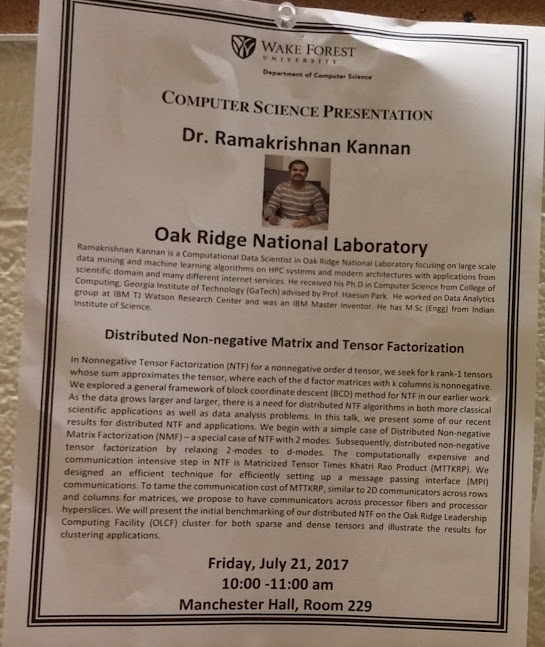 WAKE FOREST
UNIVERSITY
Department of Computer Science
COMPUTER SCIENCE PRESENTATION
Dr. Ramakrishnan Kannan
Oak Ridge National Laboratory
Ramakrishnan Kannan is a Computational Data Scientist in Oak Ridge National Laboratory focusing on large scale
data mining and machine learning algorithms on HPC systems and modern architectures with applications from
scientific domain and many different internet services. He received his Ph.D in Computer Science from College of
Computing, Georgia Institute of Technology (GaTech) advised by Prof. Haesun Park. He worked on Data Analytics
group at IBM TJ Watson Research Center and was an IBM Master Inventor. He has M.Sc (Engg) from Indian
Institute of Science.
Distributed Non-negative Matrix and Tensor Factorization
In Nonnegative Tensor Factorization (NTF) for a nonnegative order d tensor, we seek for k rank-1 tensors
whose sum approximates the tensor, where each of the d factor matrices with k columns is nonnegative.
We explored a general framework of block coordinate descent (BCD) method for NTF in our earlier work.
As the data grows larger and larger, there is a need for distributed NTF algorithms in both more classical
scientific applications as well as data analysis problems. In this talk, we present some of our recent
results for distributed NTF and applications. We begin with a simple case of Distributed Non-negative
Matrix Factorization (NMF) – a special case of NTF with 2 modes. Subsequently, distributed non-negative
tensor factorization by relaxing 2-modes to d-modes. The computationally expensive and
communication intensive step in NTF is Matricized Tensor Times Khatri Rao Product (MTTKRP). We
designed an efficient technique for efficiently setting up a message passing interface (MPI)
communications. To tame the communication cost of MTTKRP, similar to 2D communicators across rows
and columns for matrices, we propose to have communicators across processor fibers and processor
hyperslices. We will present the initial benchmarking of our distributed NTF on the Oak Ridge Leadership
Computing Facility (OLCF) cluster for both sparse and dense tensors and illustrate the results for
clustering applications.
Friday, July 21, 2017
10:00 -11:00 am
Manchester Hall, Room 229